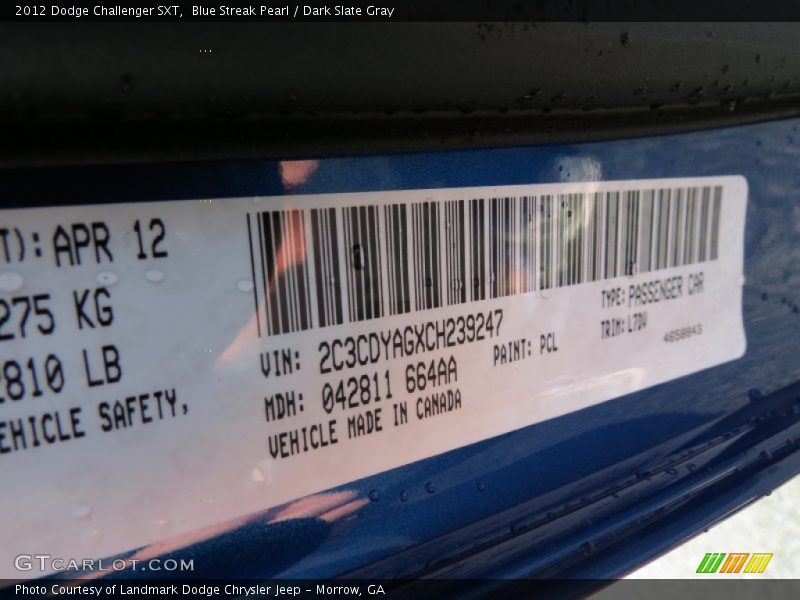 2012 Dodge Challenger SXT,  Blue Streak Pearl / Dark Slate Gray
T): APR 12
275 KG
2810 LB
EHICLE SAFETY,
VIN: 2C3CDYAGXCH239247
MDH: 042811 664AA
VEHICLE MADE IN CANADA
PAINT: PCL
TYPE: PASSENGER CAR
TRIM: L7DV
4658843
GTCARLOT.COM
Photo Courtesy of Landmark Dodge Chrysler Jeep - Morrow, GA